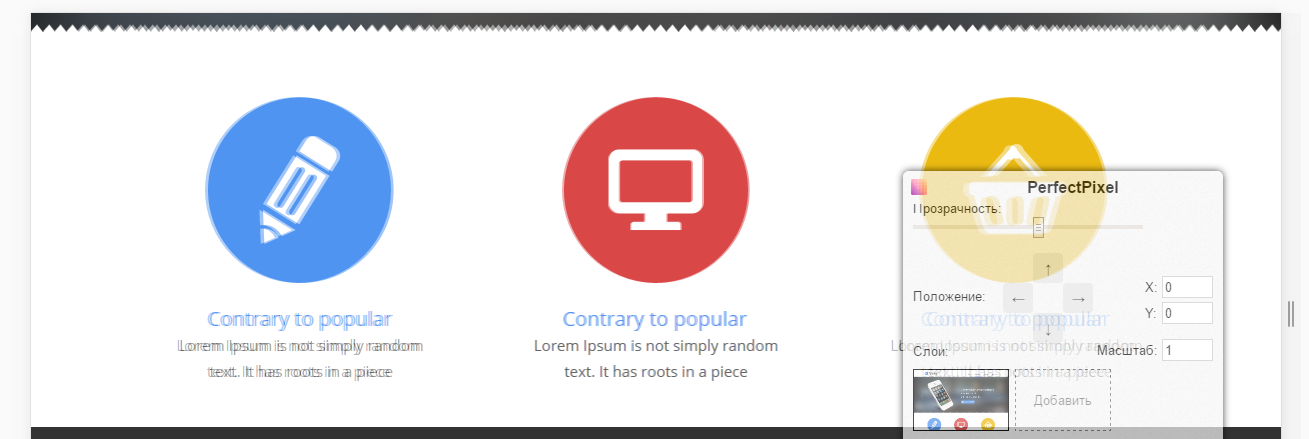 PerfectPixel
Прозрачность:
↑
Положение:
←
→
X: 0
Y: 0
↓
Слои:
Масштаб: 1
Добавить
Contrary to popular
Lorem Ipsum is not simply random
text. It has roots in a piece
Contrary to popular
Lorem Ipsum is not simply random
text. It has roots in a piece
Contrary to popular
Lorem Ipsum is not simply random
text. It has roots in a piece